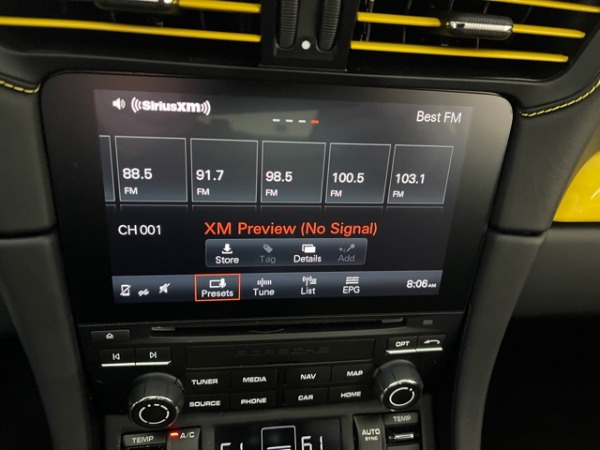 ((SiriusXM))
Best FM
88.5 FM
91.7 FM
98.5 FM
100.5 FM
103.1 FM
CH 001
XM Preview (No Signal)
Store Tag Details Add
Presets Tune List EPG 8:06AM
PORSCHE
OPT
TUNER MEDIA NAV MAP
SOURCE PHONE CAR HOME
TEMP A/C AUTO SYNC TEMP
61